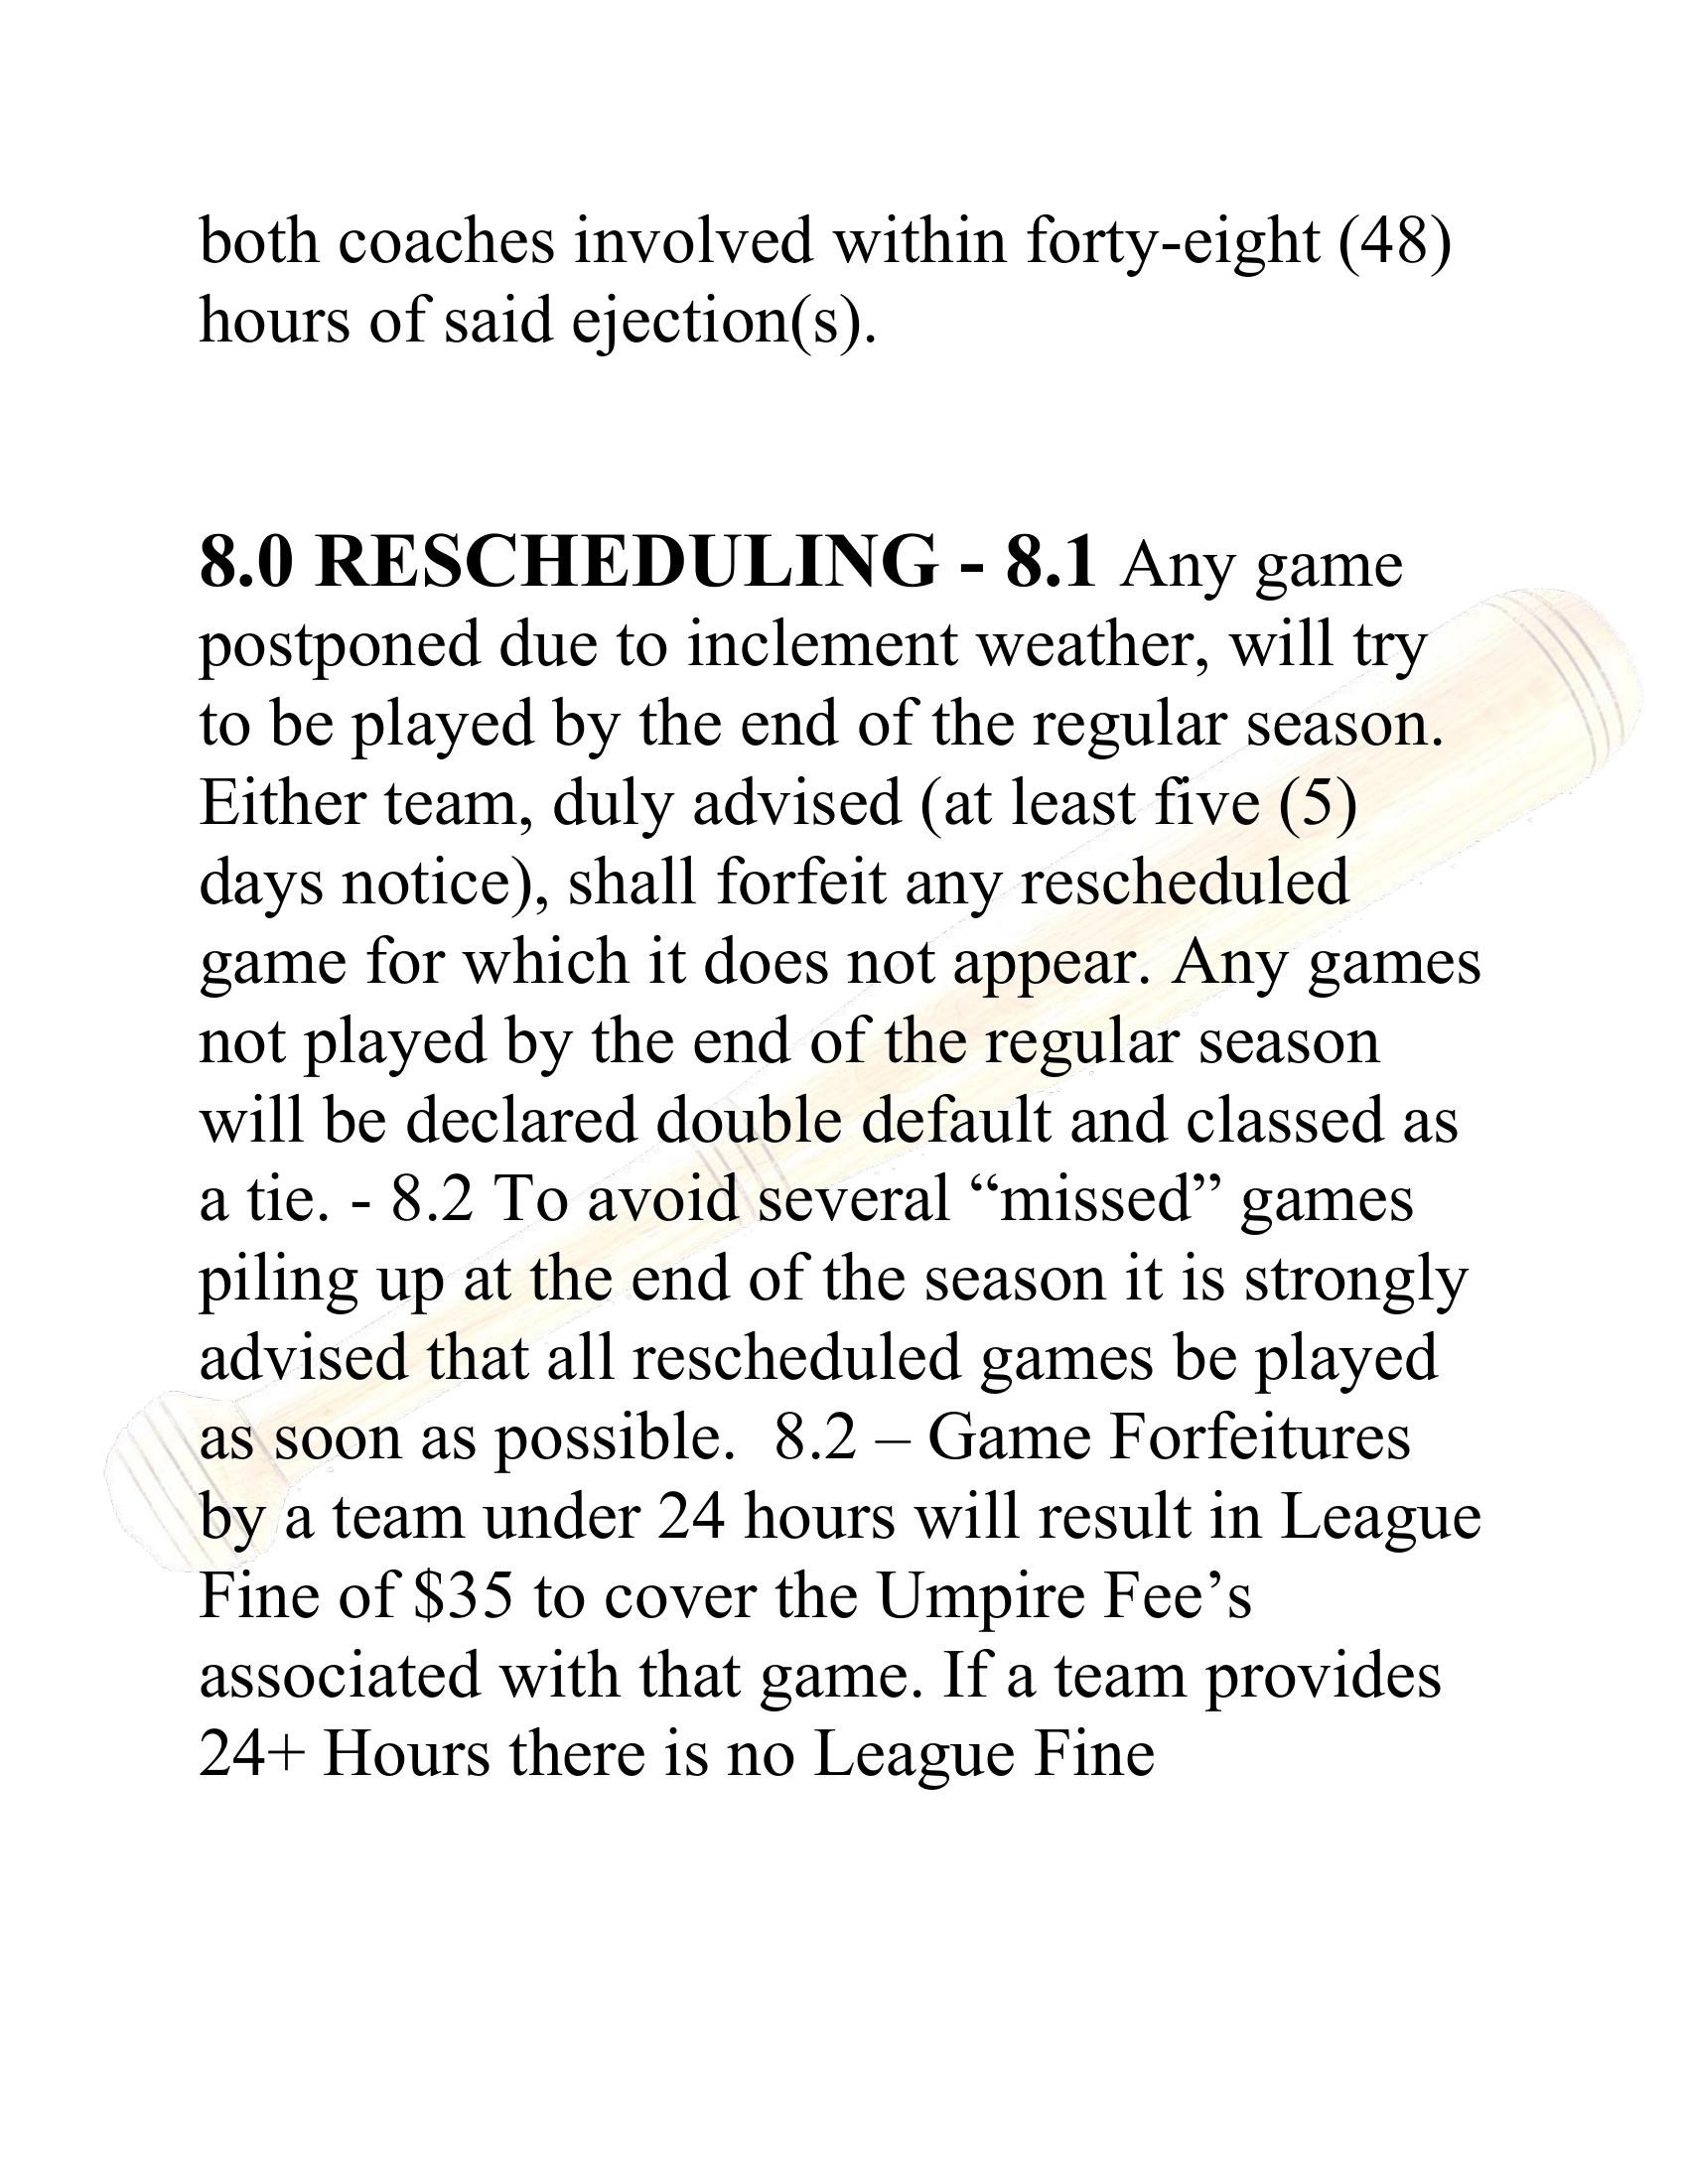 both coaches involved within forty-eight (48)
hours of said ejection(s).
8.0 RESCHEDULING - 8.1 Any game
postponed due to inclement weather, will try
to be played by the end of the regular season.
Either team, duly advised (at least five (5)
days notice), shall forfeit any rescheduled
game for which it does not appear. Any games
not played by the end of the regular season
will be declared double default and classed as
a tie. - 8.2 To avoid several “missed” games
piling up at the end of the season it is strongly
advised that all rescheduled games be played
as soon as possible.  8.2 – Game Forfeitures
by a team under 24 hours will result in League
Fine of $35 to cover the Umpire Fee’s
associated with that game. If a team provides
24+ Hours there is no League Fine